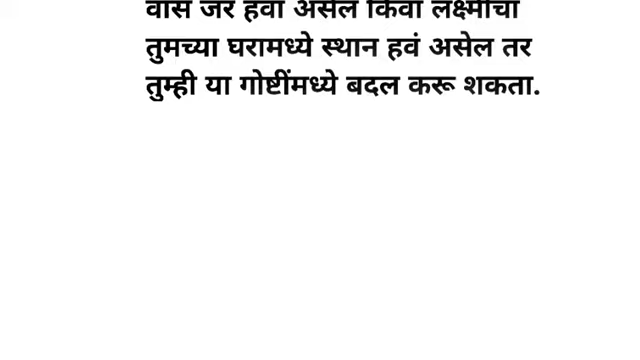 वास जर हवा असेल किंवा लक्ष्मीचा
तुमच्या घरामध्ये स्थान हवं असेल तर
तुम्ही या गोष्टींमध्ये बदल करू शकता.